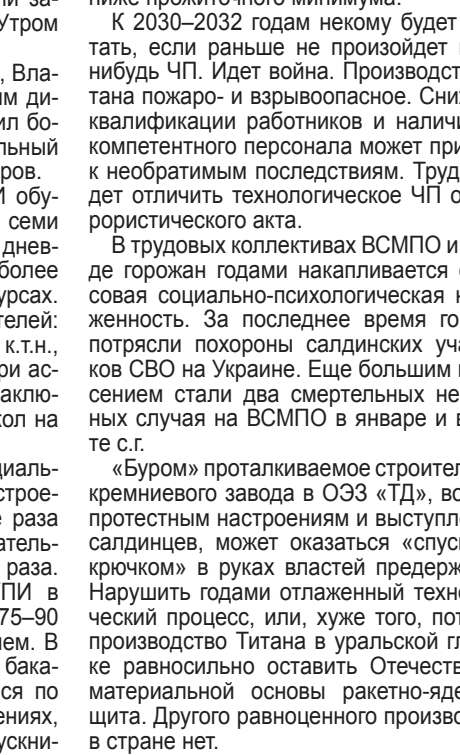 ли за-
Утром
, Вла-
им ди-
ил бо-
льный
ров.
И обу-
семи
днев-
более
урсах.
телей:
к.т.н.,
ри ас-
аклю-
кол на
циаль-
строе-
е раза
атель-
раза.
ПИ в
75–90
ием. В
бака-
ся по
ениях,
ускни-
ниже прожиточного минимума.
К 2030–2032 годам некому будет
тать, если раньше не произойдет
нибудь ЧП. Идет война. Производст
тана пожаро- и взрывоопасное. Сни
квалификации работников и налич
компетентного персонала может при
к необратимым последствиям. Труд
дет отличить технологическое ЧП о
рористического акта.
В трудовых коллективах ВСМПО и
де горожан годами накапливается
совая социально-психологическая
женность. За последнее время го
потрясли похороны салдинских уча
ков СВО на Украине. Еще большим
сением стали два смертельных не
ных случая на ВСМПО в январе и
те с.г.
«Буром» проталкиваемое строител
кремниевого завода в ОЭЗ «ТД», во
протестным настроениям и выступл
салдинцев, может оказаться «спус
крючком» в руках властей предерж
Нарушить годами отлаженный техно
ческий процесс, или, хуже того, пот
производство Титана в уральской гл
ке равносильно оставить Отечеств
материальной основы ракетно-яде
щита. Другого равноценного произво
в стране нет.